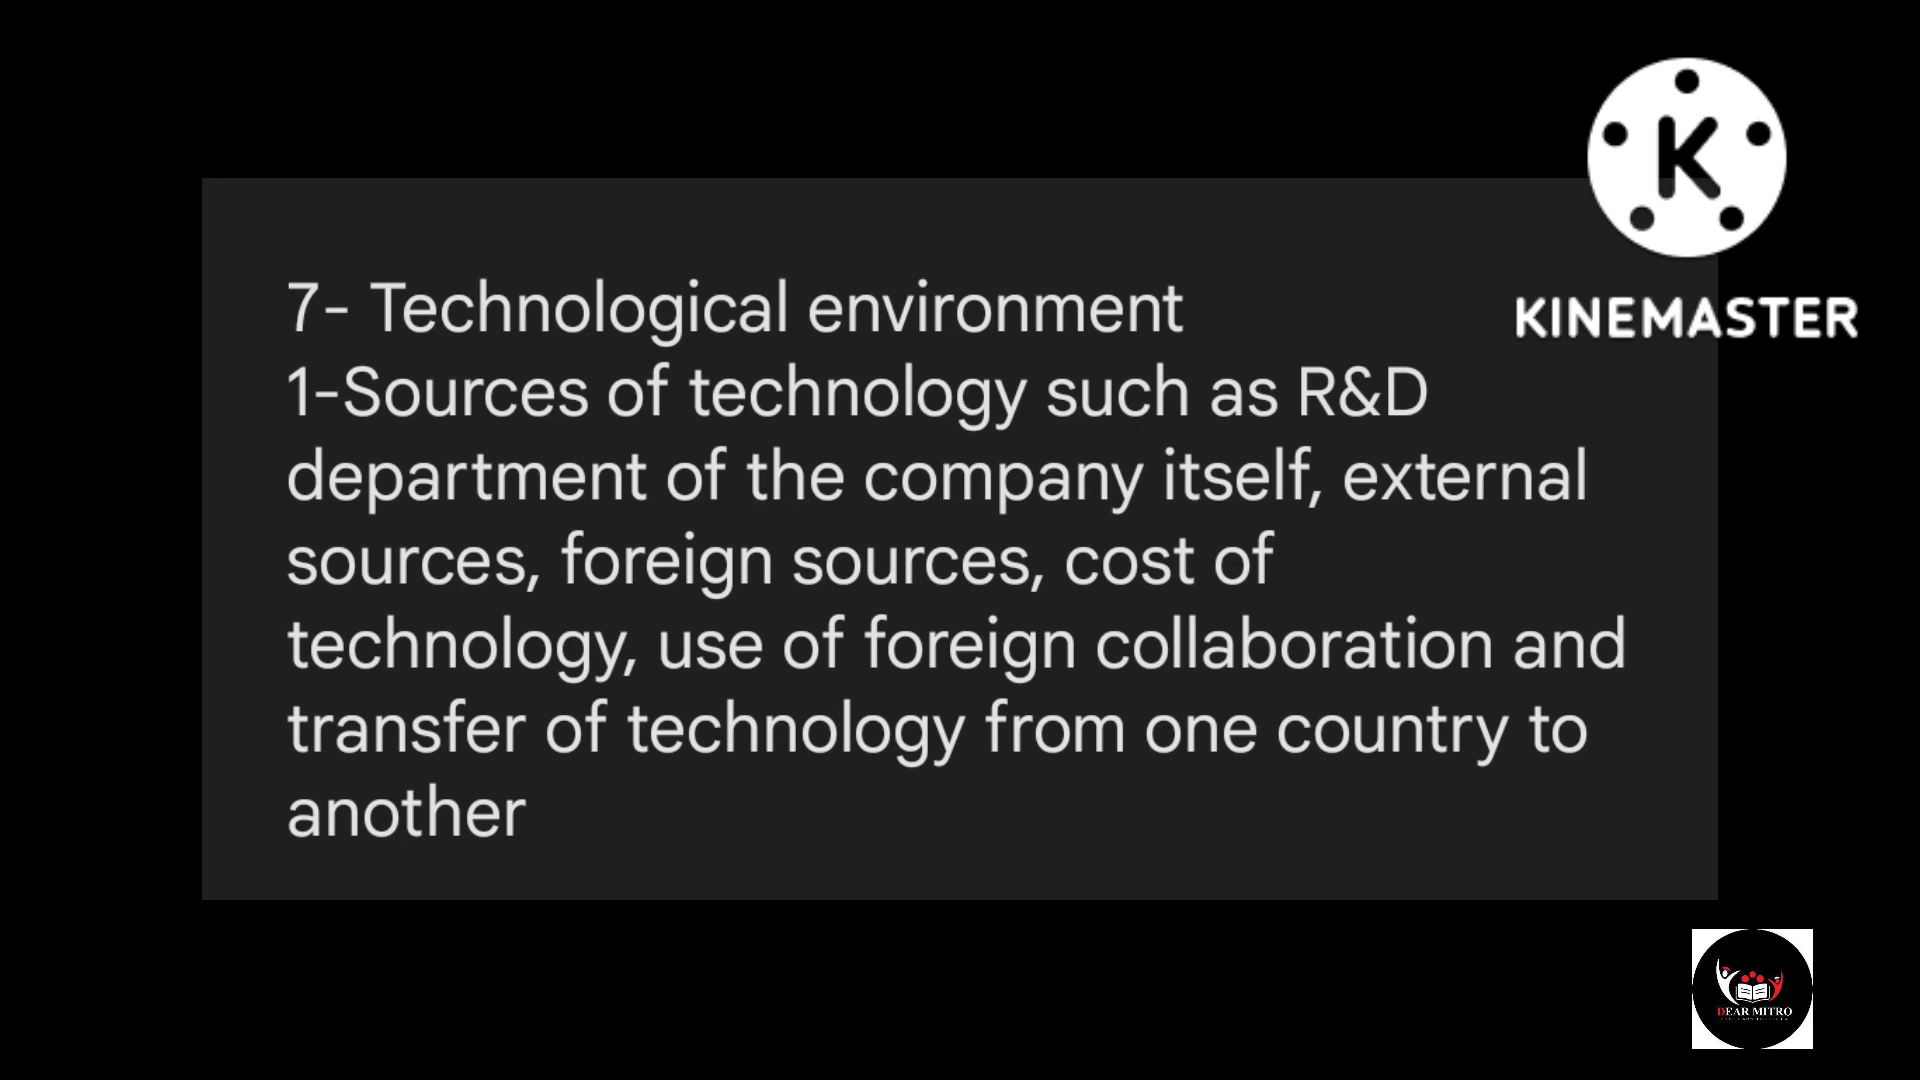 K
KINEMASTER
7- Technological environment
1-Sources of technology such as R&D
department of the company itself, external
sources, foreign sources, cost of
technology, use of foreign collaboration and
transfer of technology from one country to
another
DEAR MITRO